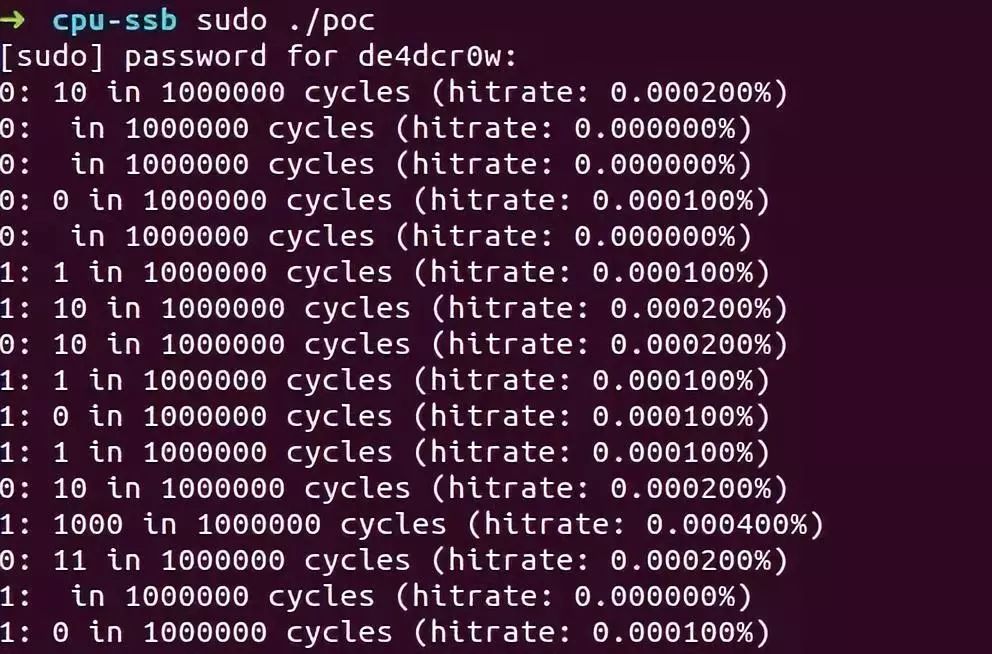 ➜ cpu-ssb sudo ./poc
[sudo] password for de4dcr0w:
0: 10 in 1000000 cycles (hitrate: 0.000200%)
0:  in 1000000 cycles (hitrate: 0.000000%)
0:  in 1000000 cycles (hitrate: 0.000000%)
0: 0 in 1000000 cycles (hitrate: 0.000100%)
0:  in 1000000 cycles (hitrate: 0.000000%)
1: 1 in 1000000 cycles (hitrate: 0.000100%)
1: 10 in 1000000 cycles (hitrate: 0.000200%)
0: 10 in 1000000 cycles (hitrate: 0.000200%)
1: 1 in 1000000 cycles (hitrate: 0.000100%)
1: 0 in 1000000 cycles (hitrate: 0.000100%)
1: 1 in 1000000 cycles (hitrate: 0.000100%)
0: 10 in 1000000 cycles (hitrate: 0.000200%)
1: 1000 in 1000000 cycles (hitrate: 0.000400%)
0: 11 in 1000000 cycles (hitrate: 0.000200%)
1:  in 1000000 cycles (hitrate: 0.000000%)
1: 0 in 1000000 cycles (hitrate: 0.000100%)